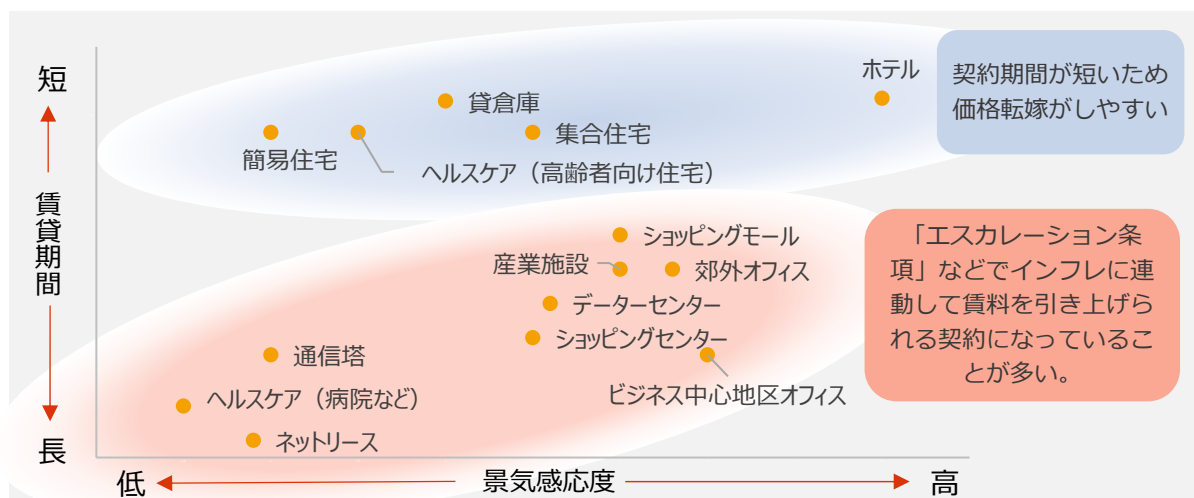 短
賃貸期間
長
ホテル
貸倉庫
集合住宅
簡易住宅
ヘルスケア（高齢者向け住宅）
契約期間が短いため
価格転嫁がしやすい
ショッピングモール
産業施設
郊外オフィス
データーセンター
ショッピングセンター
通信塔
ビジネス中心地区オフィス
ヘルスケア（病院など）
ネットリース
「エスカレーション条
項」などでインフレに連
動して賃料を引き上げら
れる契約になっているこ
とが多い。
低
景気感応度
高